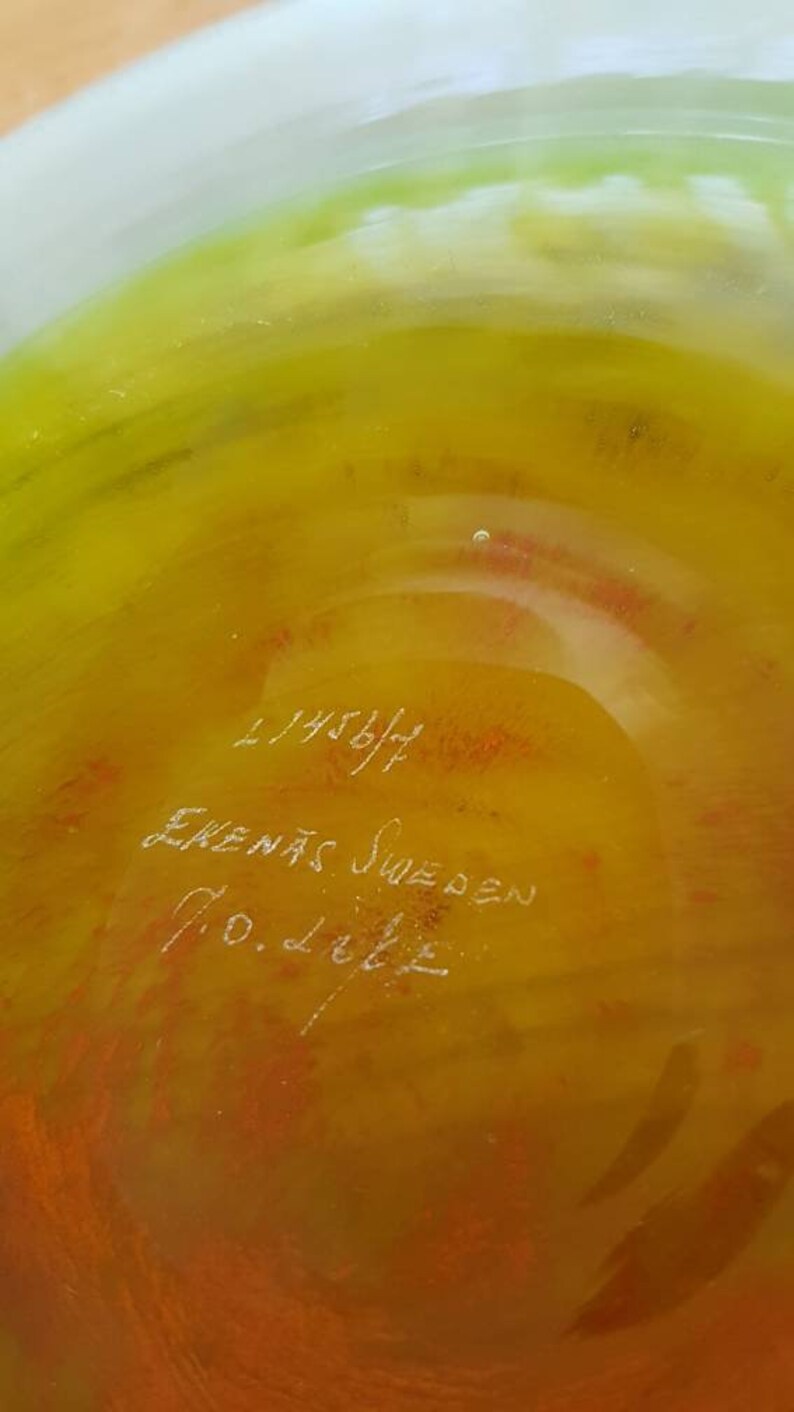 L1456/7
EKENÄS SWEDEN
J.O. LAKE